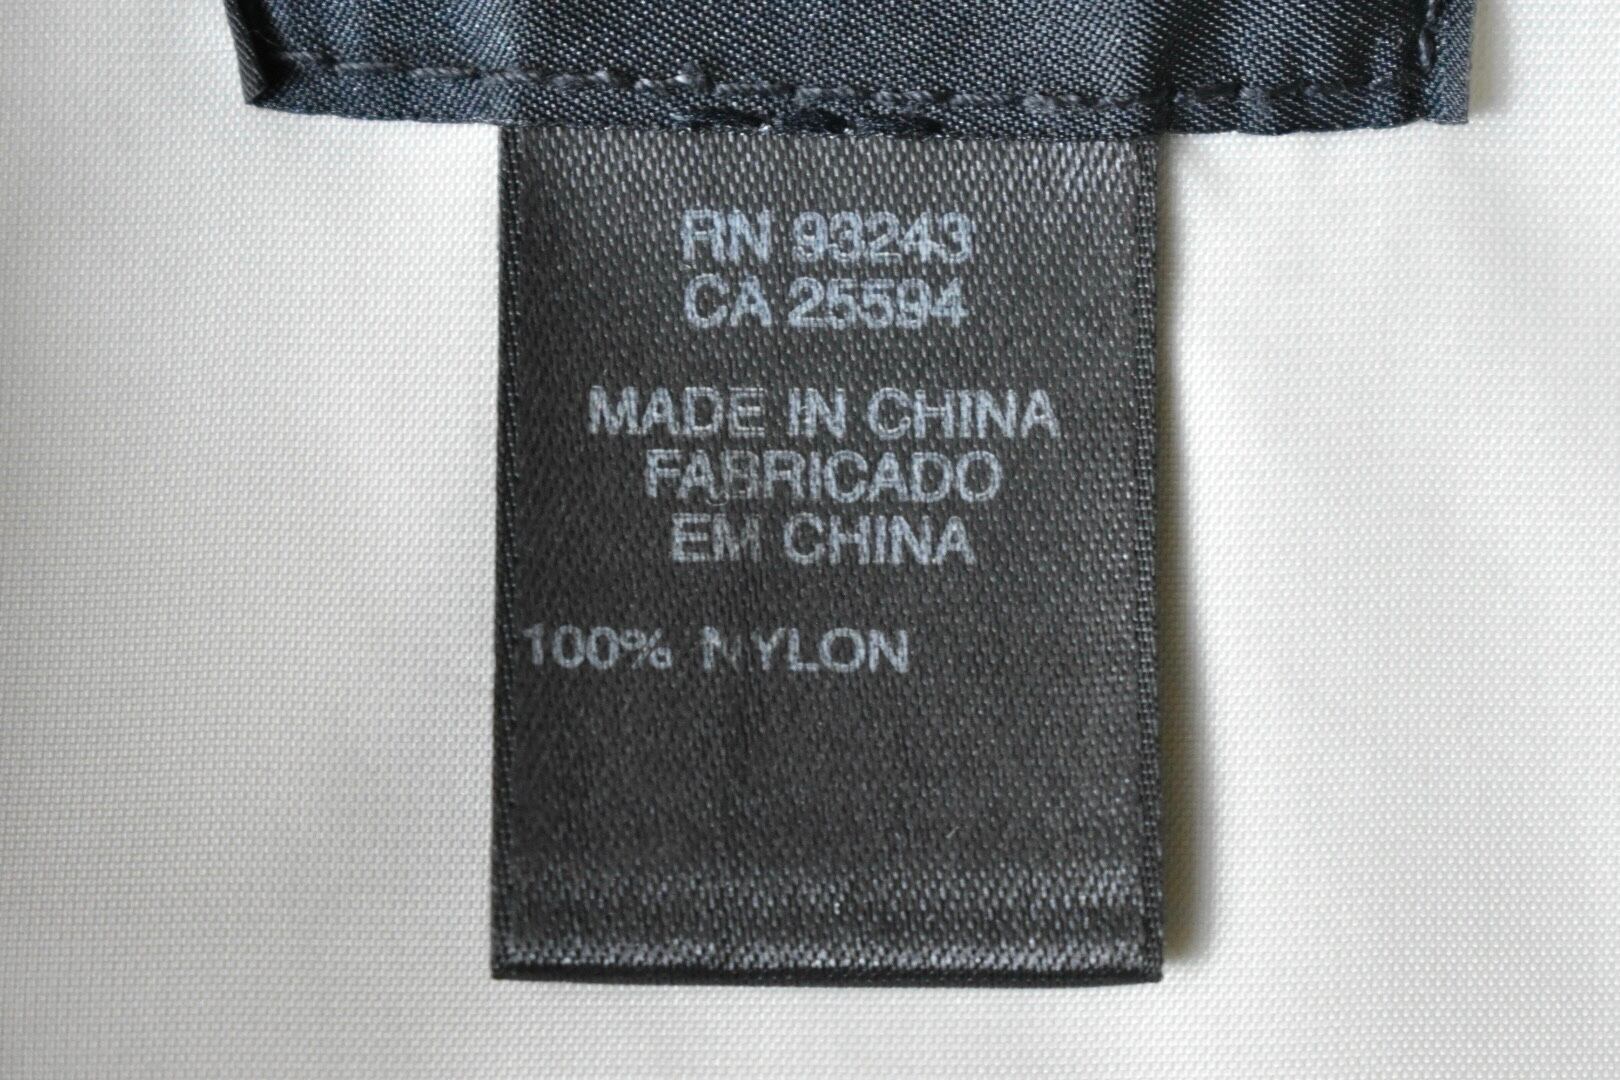 RN 93243
CA 25594
MADE IN CHINA
FABRICADO
EM CHINA
100% NYLON